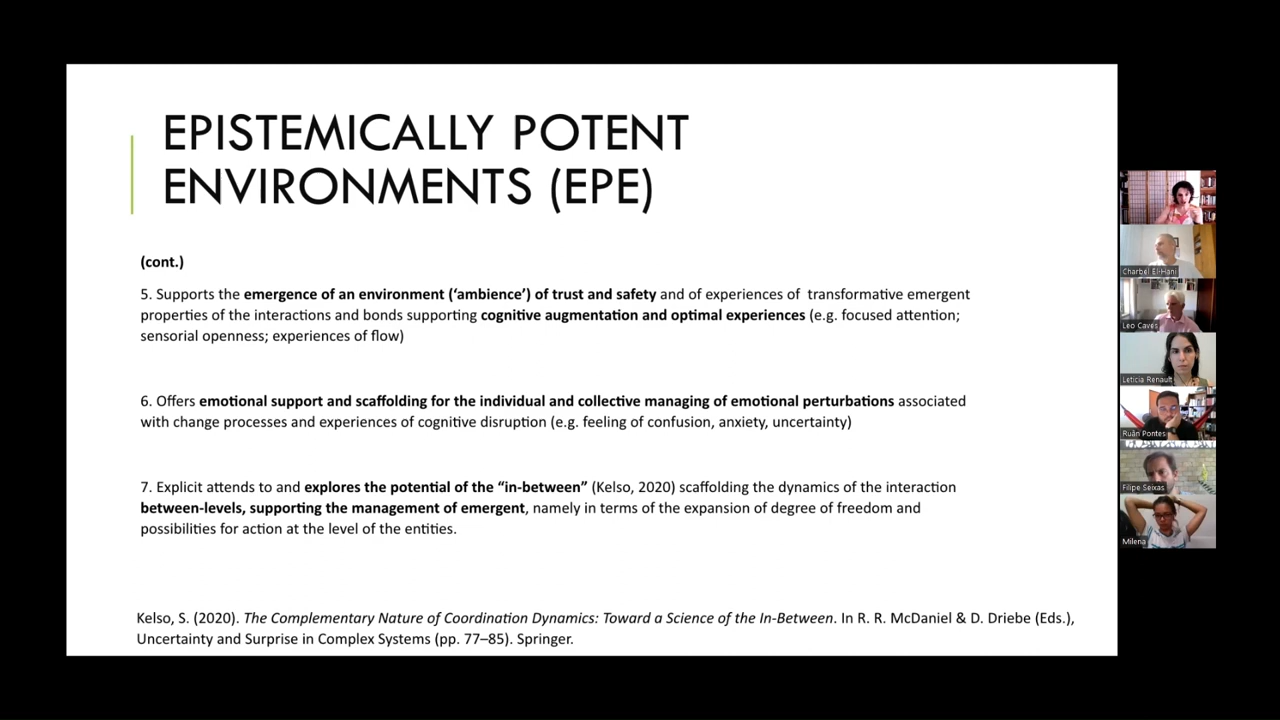 EPISTEMICALLY POTENT
ENVIRONMENTS (EPE)
(cont.)
5. Supports the emergence of an environment (‘ambience’) of trust and safety and of experiences of transformative emergent
properties of the interactions and bonds supporting cognitive augmentation and optimal experiences (e.g. focused attention;
sensorial openness; experiences of flow)
6. Offers emotional support and scaffolding for the individual and collective managing of emotional perturbations associated
with change processes and experiences of cognitive disruption (e.g. feeling of confusion, anxiety, uncertainty)
7. Explicit attends to and explores the potential of the “in-between” (Kelso, 2020) scaffolding the dynamics of the interaction
between-levels, supporting the management of emergent, namely in terms of the expansion of degree of freedom and
possibilities for action at the level of the entities.
Kelso, S. (2020). The Complementary Nature of Coordination Dynamics: Toward a Science of the In-Between. In R. R. McDaniel & D. Driebe (Eds.),
Uncertainty and Surprise in Complex Systems (pp. 77–85). Springer.
Charbel El-Hani
Leo Caves
Leticia Renault
Ruan Pontes
Filipe Seixas
Milena